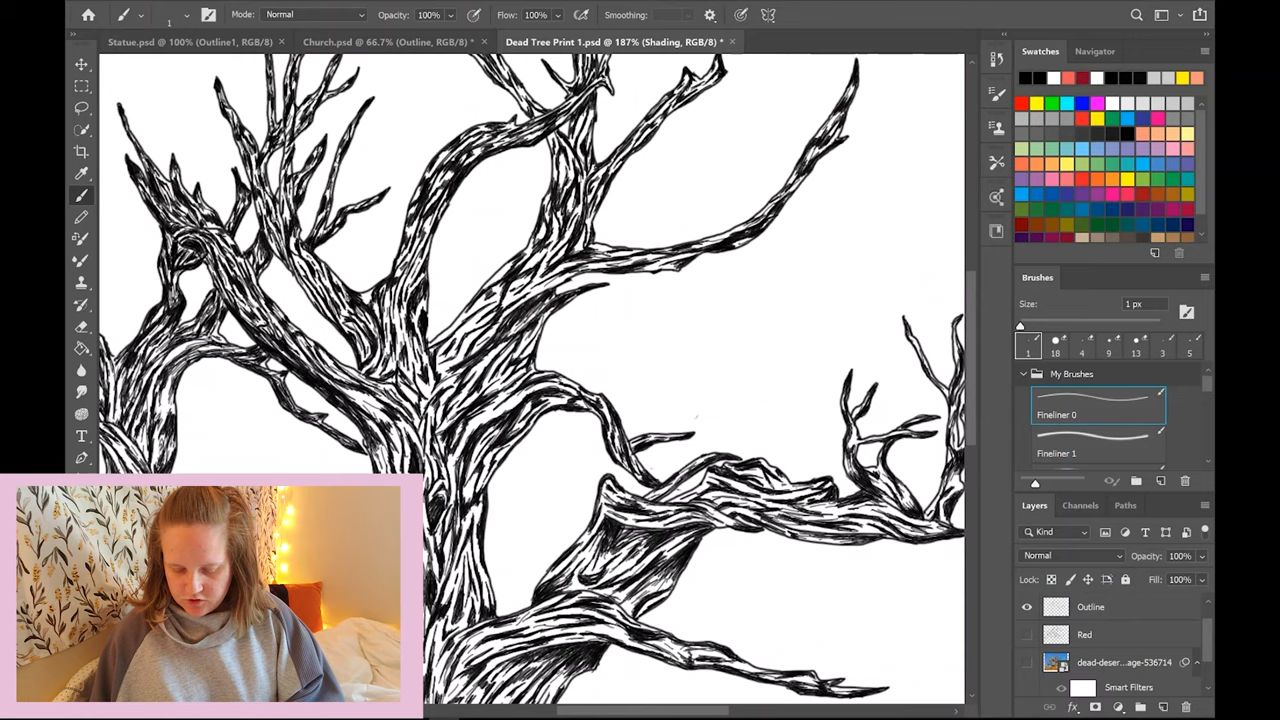 Mode: Normal Opacity: 100% Flow: 100% Smoothing:
1
Statue.psd @ 100% (Outline1, RGB/8) * × Church.psd @ 66.7% (Outline, RGB/8) * × Dead Tree Print 1.psd @ 187% (Shading, RGB/8) * ×
Swatches Navigator
Brushes
Size: 1 px
1 18 4 9 13 3 5
My Brushes
Fineliner 0
Fineliner 1
Layers Channels Paths
Kind
Normal Opacity: 100%
Lock: Fill: 100%
Outline
Red
dead-deser...age-536714
Smart Filters
fx